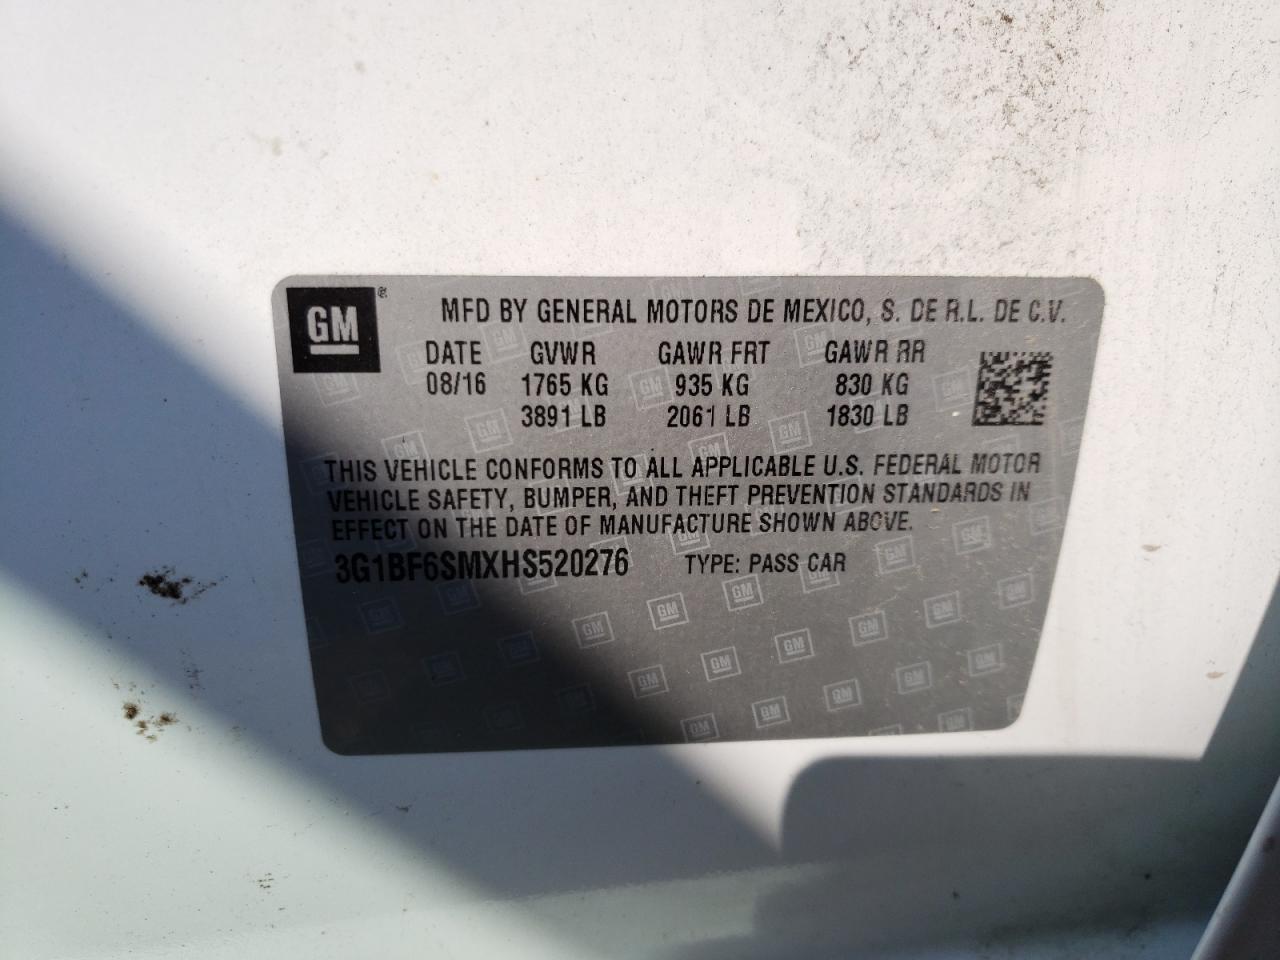 GM ®
MFD BY GENERAL MOTORS DE MEXICO, S. DE R.L. DE C.V.
DATE GVWR GAWR FRT GAWR RR
08/16 1765 KG 935 KG 830 KG
3891 LB 2061 LB 1830 LB
THIS VEHICLE CONFORMS TO ALL APPLICABLE U.S. FEDERAL MOTOR
VEHICLE SAFETY, BUMPER, AND THEFT PREVENTION STANDARDS IN
EFFECT ON THE DATE OF MANUFACTURE SHOWN ABOVE.
3G1BF6SMXHS520276 TYPE: PASS CAR